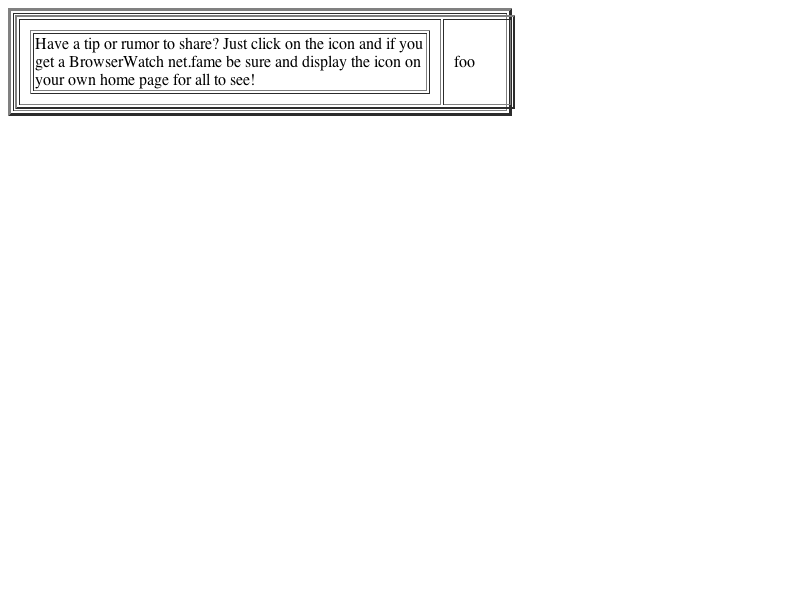 Have a tip or rumor to share? Just click on the icon and if you
get a BrowserWatch net.fame be sure and display the icon on
your own home page for all to see!
foo